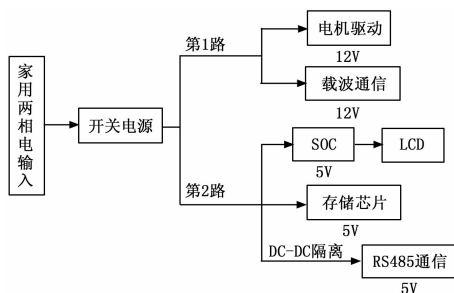 家用两相电输入
开关电源
第1路
电机驱动
12V
载波通信
12V
第2路
SOC
5V
LCD
存储芯片
5V
DC-DC隔离
RS485通信
5V